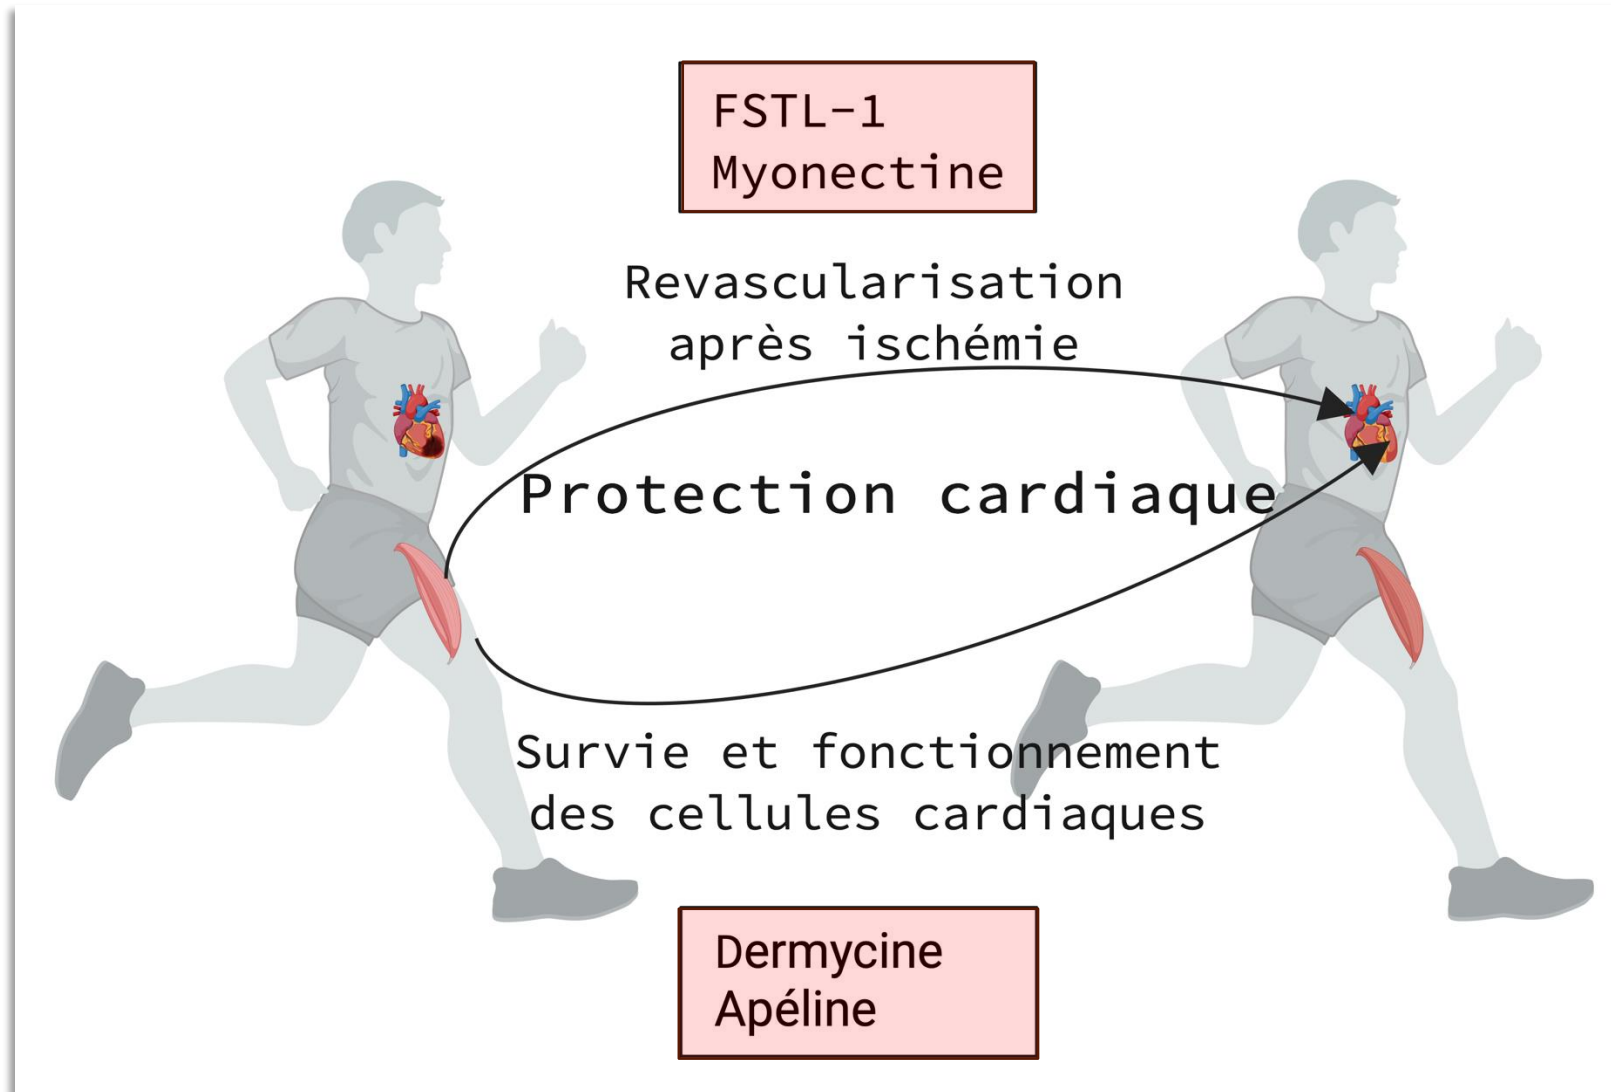 FSTL-1
Myonectine
Revascularisation
après ischémie
Protection cardiaque
Survie et fonctionnement
des cellules cardiaques
Dermycine
Apéline